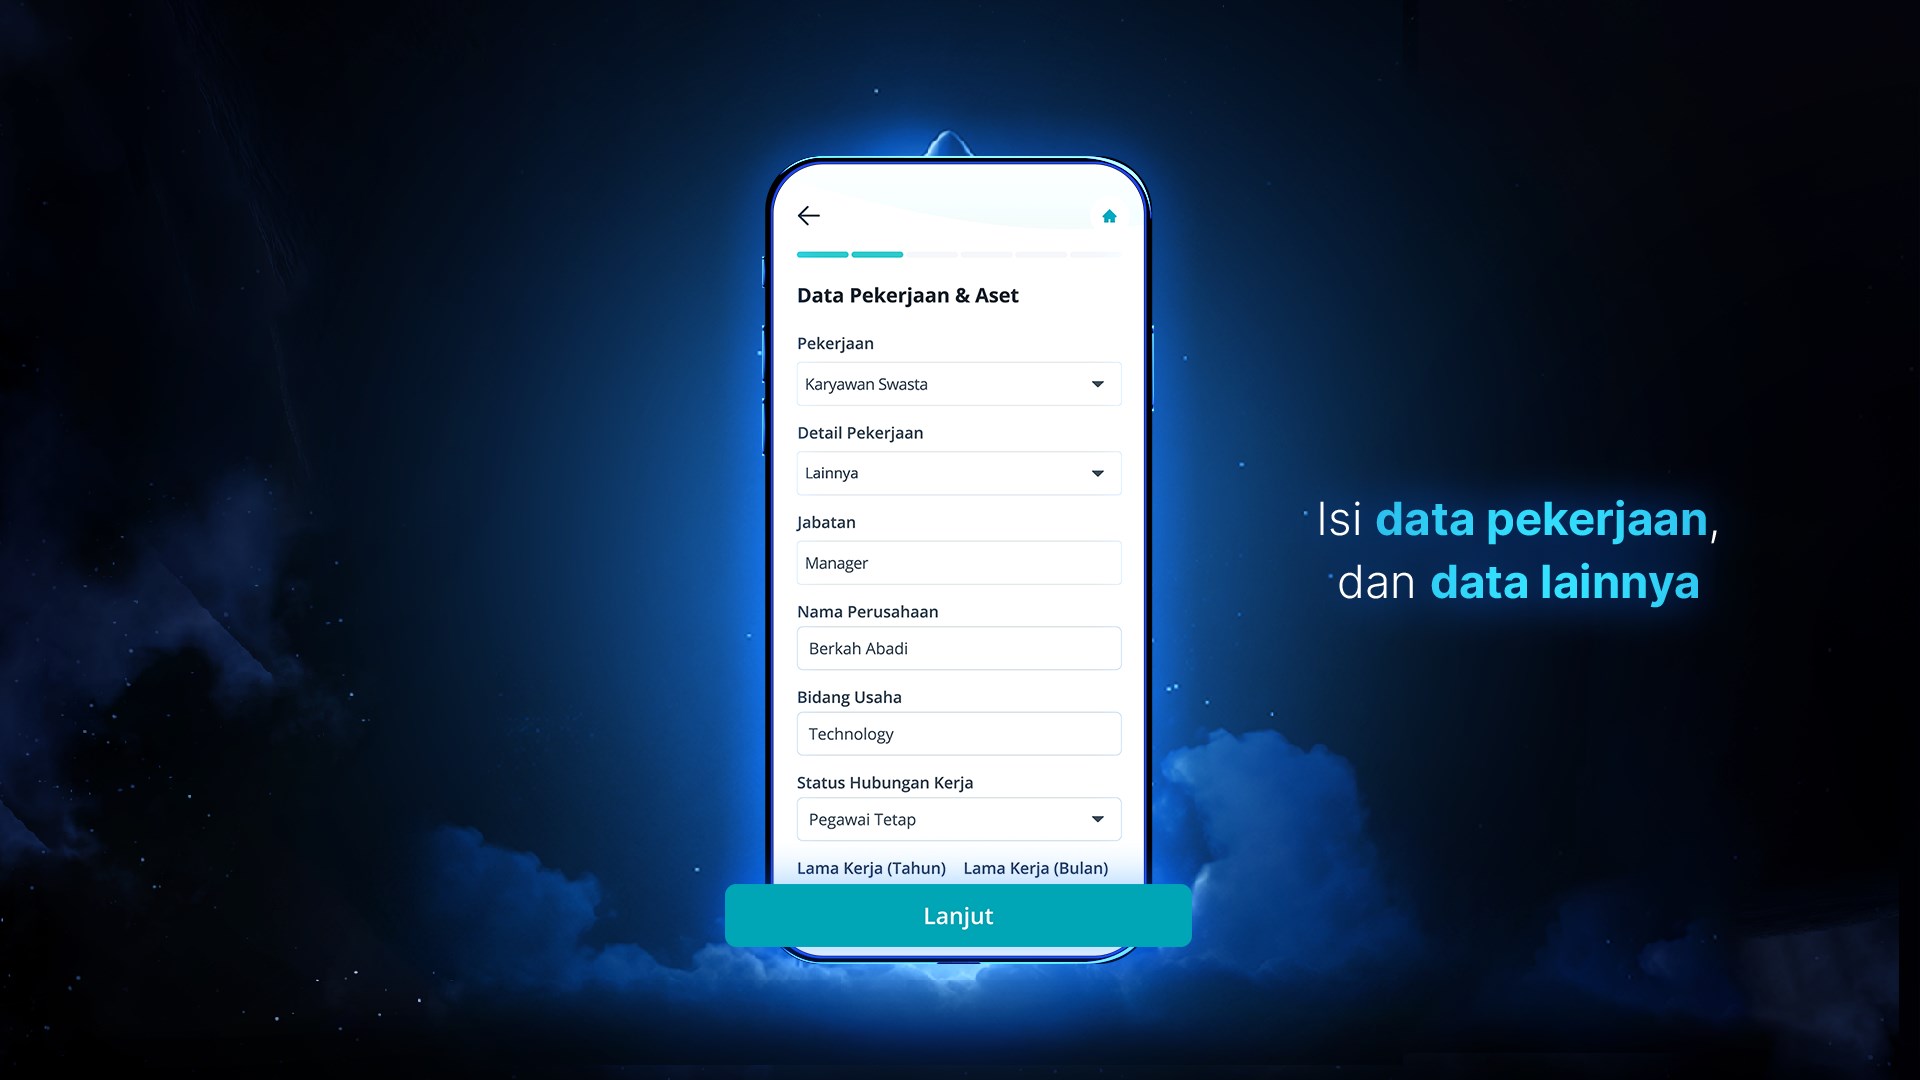 Data Pekerjaan & Aset
Pekerjaan
Karyawan Swasta
Detail Pekerjaan
Lainnya
Jabatan
Manager
Nama Perusahaan
Berkah Abadi
Bidang Usaha
Technology
Status Hubungan Kerja
Pegawai Tetap
Lama Kerja (Tahun) Lama Kerja (Bulan)
Lanjut
Isi data pekerjaan,
dan data lainnya